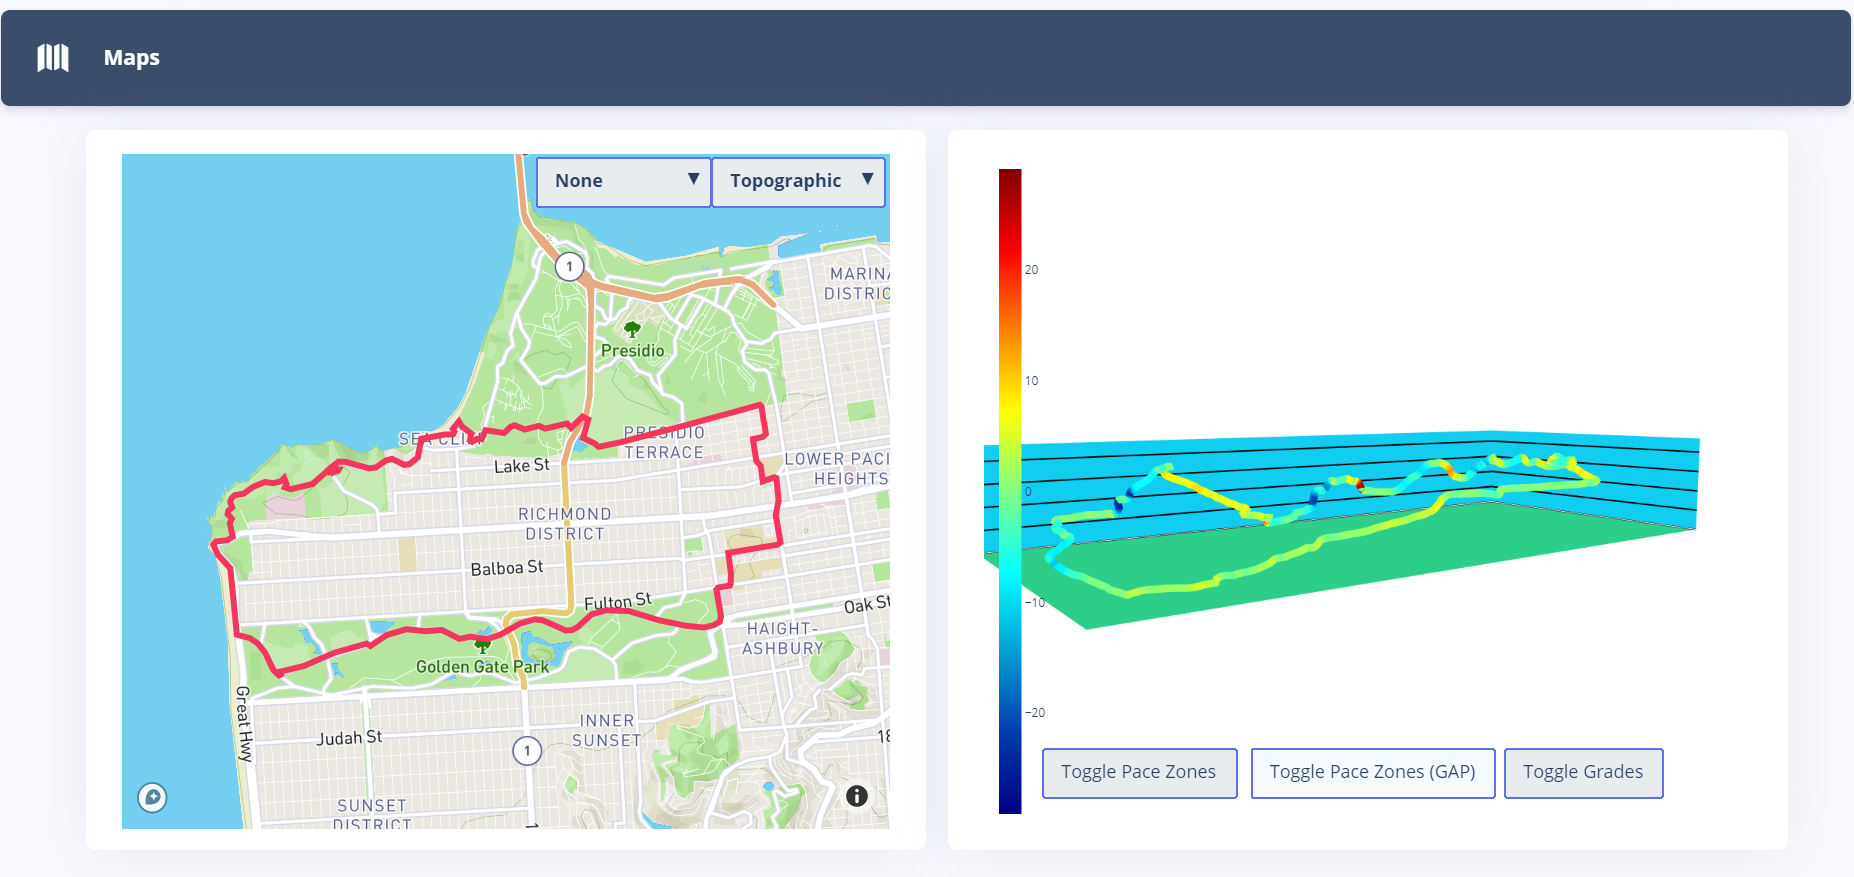 Maps
None ▼
Topographic ▼
1
MARINA
DISTRIC
Presidio
SEA CLIFF
PRESIDIO
TERRACE
LOWER PACI
HEIGHTS
Lake St
RICHMOND
DISTRICT
Balboa St
Fulton St
Oak St
HAIGHT-
ASHBURY
Golden Gate Park
Great Hwy
INNER
SUNSET
Judah St
18
1
SUNSET
DISTRICT
1
20
10
0
−10
−20
Toggle Pace Zones
Toggle Pace Zones (GAP)
Toggle Grades